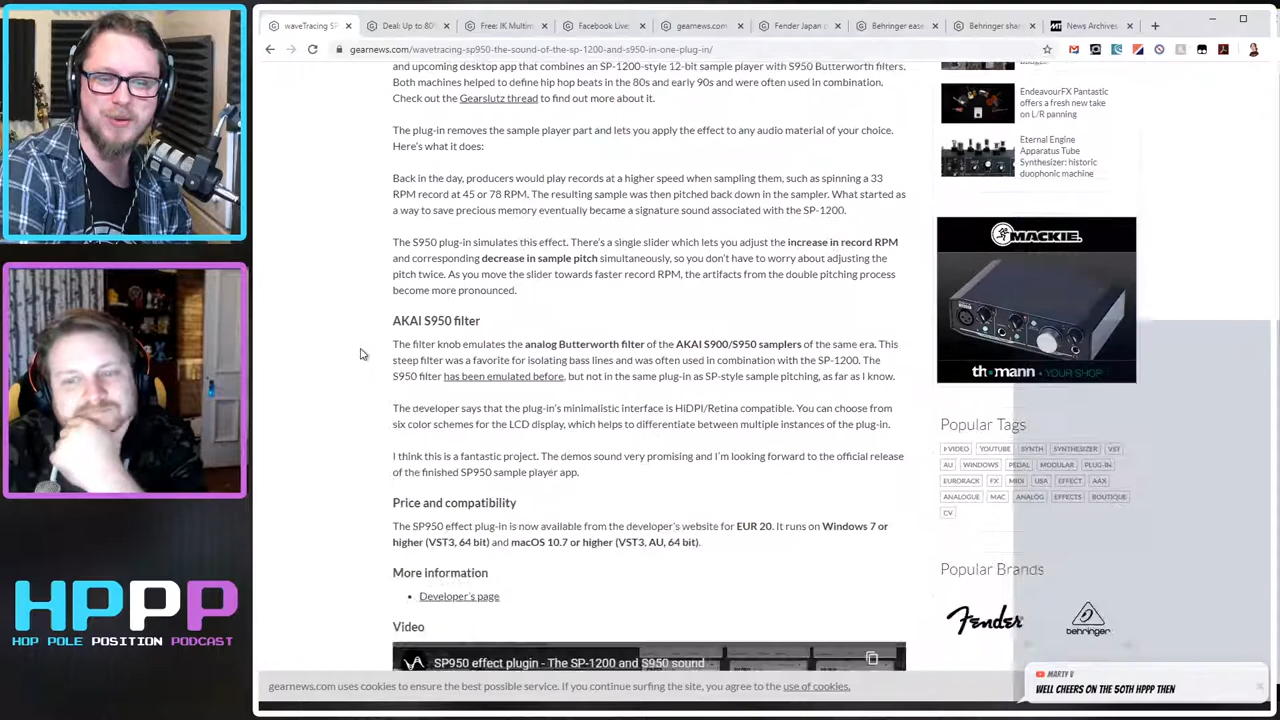 waveTracing SP
Deal: Up to 80%
Free: IK Multim
Facebook Live:
gearnews.com
Fender Japan
Behringer ease
Behringer shar
News Archives
gearnews.com/wavetracing-sp950-the-sound-of-the-sp-1200-and-s950-in-one-plug-in/
and upcoming desktop app that combines an SP-1200-style 12-bit sample player with S950 Butterworth filters.
Both machines helped to define hip hop beats in the 80s and early 90s and were often used in combination.
Check out the Gearslutz thread to find out more about it.
The plug-in removes the sample player part and lets you apply the effect to any audio material of your choice.
Here's what it does:
Back in the day, producers would play records at a higher speed when sampling them, such as spinning a 33
RPM record at 45 or 78 RPM. The resulting sample was then pitched back down in the sampler. What started as
a way to save precious memory eventually became a signature sound associated with the SP-1200.
The S950 plug-in simulates this effect. There's a single slider which lets you adjust the increase in record RPM
and corresponding decrease in sample pitch simultaneously, so you don't have to worry about adjusting the
pitch twice. As you move the slider towards faster record RPM, the artifacts from the double pitching process
become more pronounced.
AKAI S950 filter
The filter knob emulates the analog Butterworth filter of the AKAI S900/S950 samplers of the same era. This
steep filter was a favorite for isolating bass lines and was often used in combination with the SP-1200. The
S950 filter has been emulated before, but not in the same plug-in as SP-style sample pitching, as far as I know.
The developer says that the plug-in's minimalistic interface is HiDPI/Retina compatible. You can choose from
six color schemes for the LCD display, which helps to differentiate between multiple instances of the plug-in.
I think this is a fantastic project. The demos sound very promising and I'm looking forward to the official release
of the finished SP950 sample player app.
Price and compatibility
The SP950 effect plug-in is now available from the developer's website for EUR 20. It runs on Windows 7 or
higher (VST3, 64 bit) and macOS 10.7 or higher (VST3, AU, 64 bit).
More information
• Developer's page
Video
SP950 effect plugin - The SP-1200 and S950 sound
EndeavourFX Pantastic
offers a fresh new take
on L/R panning
Eternal Engine
Apparatus Tube
Synthesizer: historic
duophonic machine
MACKIE.
th•mann • YOUR SHOP
Popular Tags
VIDEO YOUTUBE SYNTH SYNTHESIZER VST
AU WINDOWS PEDAL MODULAR PLUG-IN
EURORACK FX MIDI USA EFFECT AAX
ANALOGUE MAC ANALOG EFFECTS BOUTIQUE
CV
Popular Brands
Fender
behringer
gearnews.com uses cookies to ensure the best possible service. If you continue surfing the site, you agree to the use of cookies.
MARTY V
WELL CHEERS ON THE 50TH HPPP THEN
HPPP
HOP POLE POSITION PODCAST